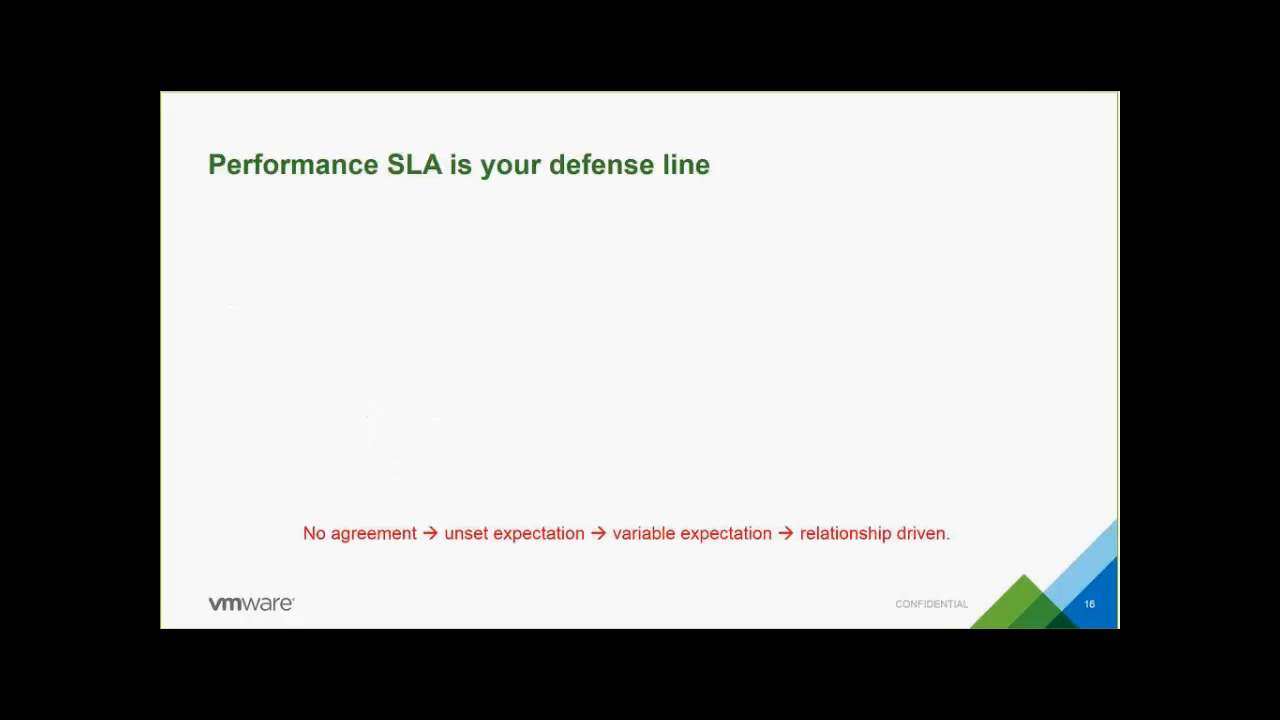 Performance SLA is your defense line
No agreement → unset expectation → variable expectation → relationship driven.
vmware
CONFIDENTIAL
16